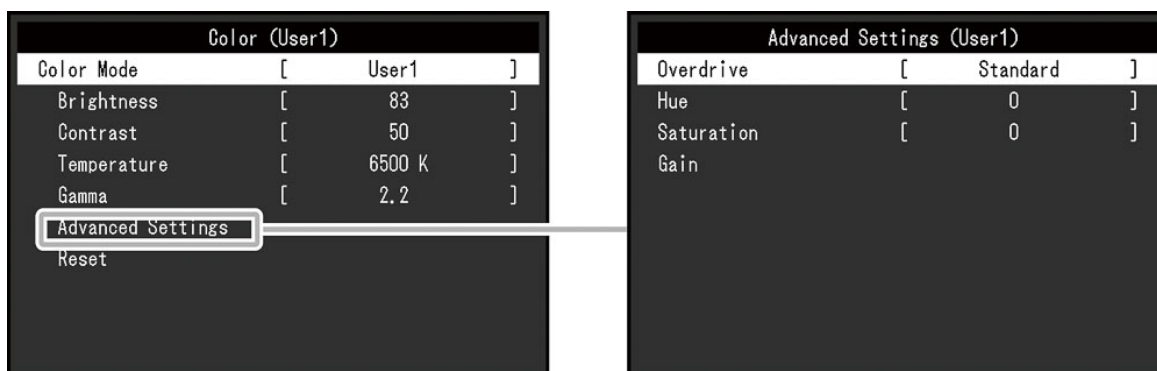 Color (User1)
Color Mode [ User1 ]
Brightness [ 83 ]
Contrast [ 50 ]
Temperature [ 6500 K ]
Gamma [ 2.2 ]
Advanced Settings
Reset
Advanced Settings (User1)
Overdrive [ Standard ]
Hue [ 0 ]
Saturation [ 0 ]
Gain